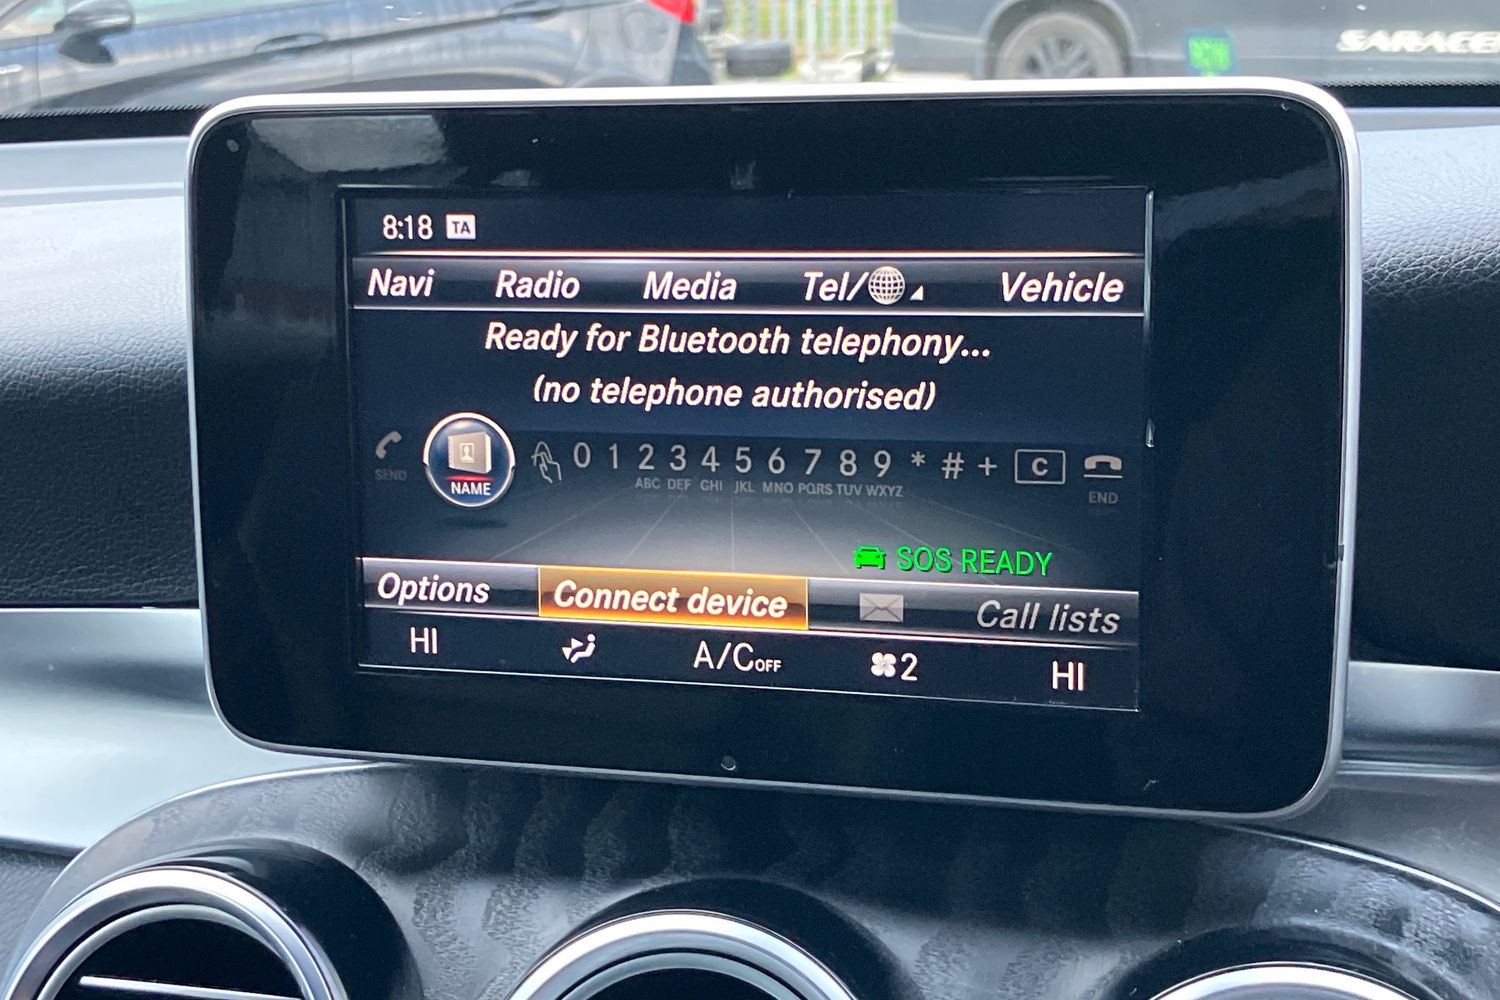 SARACEN
8:18 TA
Navi Radio Media Tel/ Vehicle
Ready for Bluetooth telephony...
(no telephone authorised)
SEND NAME 0 1 2 3 4 5 6 7 8 9 * # + C END
ABC DEF GHI JKL MNO PQRS TUV WXYZ
SOS READY
Options Connect device Call lists
HI A/COFF 2 HI